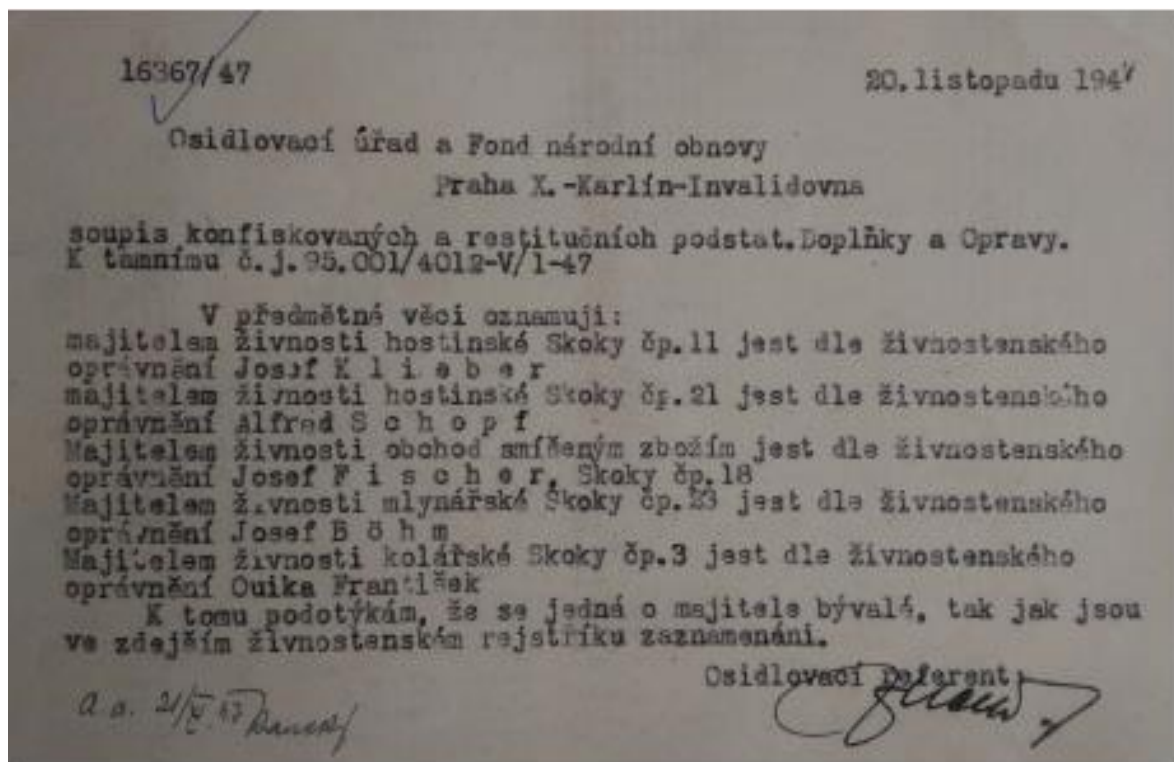 16367/47
20.listopadu 194
Osidlovací úřad a Fond národní obnovy
Praha X.-Karlín-Invalidovna
soupis konfiskovaných a restitučních podstat.Doplňky a Opravy.
K tamnímu č.j.95.001/4012-V/1-47
V předmětné věci oznamuji:
majitelem živnosti hostinské Skoky čp.11 jest dle živnostenského
oprávnění Josef K l i e b e r
majitelem živnosti hostinské Skoky čp.21 jest dle živnostenského
oprávnění Alfred S c h o p f
Majitelem živnosti obchod smíšeným zbožím jest dle živnostenského
oprávnění Josef F i s c h e r, Skoky čp.18
Majitelem živnosti mlynářské Skoky čp.23 jest dle živnostenského
oprávnění Josef B ö h m
Majitelem živnosti kolářské Skoky čp.3 jest dle živnostenského
oprávnění Ouika František
K tomu podotýkám, že se jedná o majitele bývalé, tak jak jsou
ve zdejším živnostenském rejstříku zaznamenáni.
Osidlovací referent:
a. a. 21/